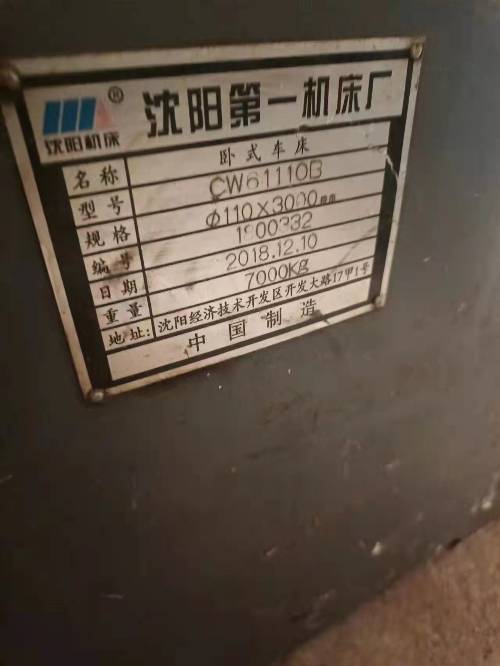 沈阳机床® 沈阳第一机床厂
名称 卧式车床
型号 CW61110B
规格 Φ110×3000mm
编号
日期 2018.12.10
重量 7000kg
地址: 沈阳经济技术开发区开发大路17甲1号
中国制造